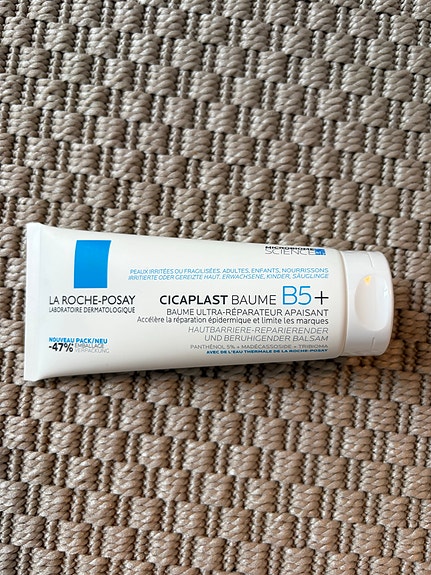 MICROBIOME
SCIENCE
PEAUX IRRITÉES OU FRAGILISÉES, ADULTES, ENFANTS, NOURRISSONS
IRRITIERTE ODER GEREIZTE HAUT, ERWACHSENE, KINDER, SÄUGLINGE
LA ROCHE-POSAY
LABORATOIRE DERMATOLOGIQUE
CICAPLAST BAUME B5+
BAUME ULTRA-RÉPARATEUR APAISANT
Accélère la réparation épidermique et limite les marques
HAUTBARRIERE-REPARIERENDER
UND BERUHIGENDER BALSAM
PANTHÉNOL 5% + MADÉCASSOSIDE + TRIBIOMA
AVEC DE L'EAU THERMALE DE LA ROCHE-POSAY
NOUVEAU PACK/NEU
-47% EMBALLAGE
VERPACKUNG